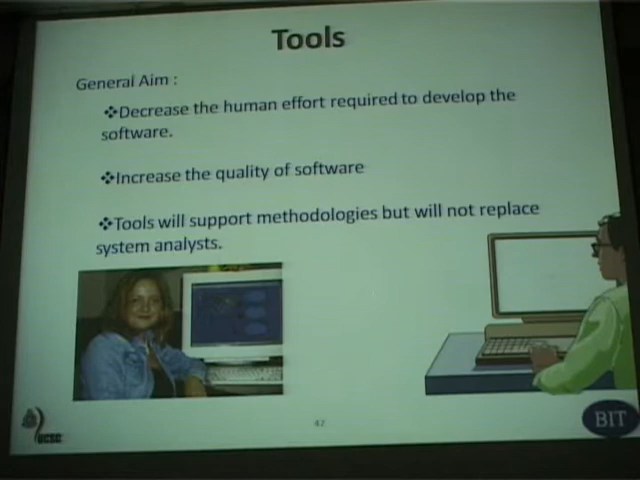 Tools
General Aim :
❖Decrease the human effort required to develop the
software.
❖Increase the quality of software
❖Tools will support methodologies but will not replace
system analysts.
47
UCSC
BIT